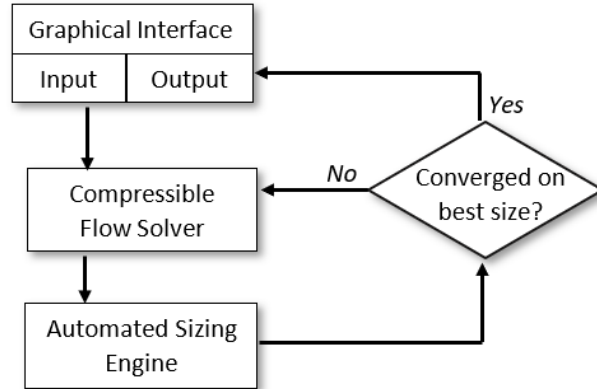 Graphical Interface
Input
Output
Yes
No
Converged on
best size?
Compressible
Flow Solver
Automated Sizing
Engine